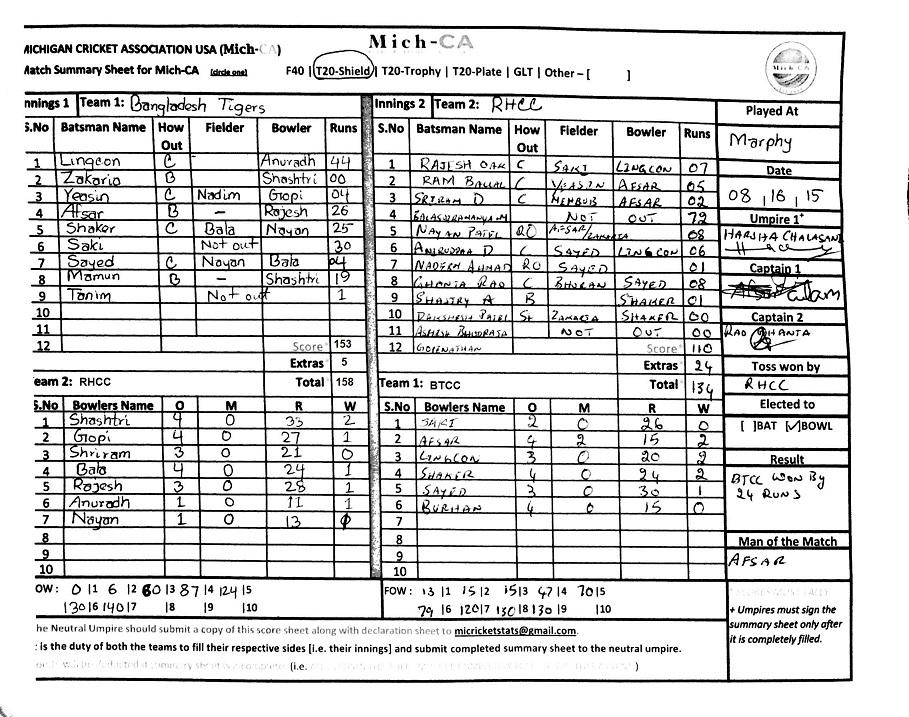 Mich-CA
MICHIGAN CRICKET ASSOCIATION USA (Mich-CA)
Match Summary Sheet for Mich-CA (circle one) F40 | T20-Shield | T20-Trophy | T20-Plate | GLT | Other – [ ]
Mich-CA
nnings 1 Team 1: Bangladesh Tigers
S.No Batsman Name How Out Fielder Bowler Runs
1 Lingcon C - Anuradh 44
2 Zakaria B Shashtri 00
3 Yeasin C Nadim Gopi 04
4 Afsar B – Rajesh 26
5 Shaker C Bala Nayan 25
6 Saki Not out 30
7 Sayed C Nayan Bala 04
8 Mamun B – Shashtri 19
9 Tanim Not out 1
10
11
12 Score* 153
Extras 5
eam 2: RHCC Total 158
S.No Bowlers Name O M R W
1 Shashtri 4 0 33 2
2 Gopi 4 0 27 1
3 Shriram 3 0 21 0
4 Bala 4 0 24 1
5 Rajesh 3 0 28 1
6 Anuradh 1 0 11 1
7 Nayan 1 0 13 0
8
9
10
OW: 0 |1 6 |2 60 |3 87 |4 124 |5
130 |6 140 |7 |8 |9 |10
Innings 2 Team 2: RHCC
S.No Batsman Name How Out Fielder Bowler Runs
1 RAJESH OAK C SAKI LINGCON 07
2 RAM BALLAL C YEASIN AFSAR 05
3 SRIRAM D C MEHBUB AFSAR 02
4 BALASUBRAMANYAM NOT OUT 72
5 NAYAN PATEL RO AFSAR/ZAKARIA 08
6 ANIRUDDHA D C SAYED LINGCON 06
7 NADEEM AHMAD RO SAYED 01
8 GHANTA RAO C BHURAN SAYED 08
9 SHASTRY A B SHAKER 01
10 PATEL St ZAKARIA SHAKER 00
11 ASHISH NOT OUT 00
12 GOPINATHAN Score* 110
Extras 24
Team 1: BTCC Total 134
S.No Bowlers Name O M R W
1 SAKI 2 0 26 0
2 AFSAR 4 2 15 2
3 LINGCON 3 0 20 2
4 SHAKER 4 0 24 2
5 SAYED 3 0 30 1
6 BURHAN 4 0 15 0
7
8
9
10
FOW: 13 |1 15 |2 15 |3 47 |4 70 |5
79 |6 120 |7 130 |8 130 |9 |10
Played At
Marphy
Date
08 | 16 | 15
Umpire 1*
HARSHA CHALASANI
Captain 1
Captain 2
RAO GHANTA
Toss won by
RHCC
Elected to
[ ]BAT [✓]BOWL
Result
BTCC WON By
24 RUNS
Man of the Match
AFSAR
+ Umpires must sign the
summary sheet only after
it is completely filled.
he Neutral Umpire should submit a copy of this score sheet along with declaration sheet to micricketstats@gmail.com.
: is the duty of both the teams to fill their respective sides [i.e. their innings] and submit completed summary sheet to the neutral umpire.
(i.e. )